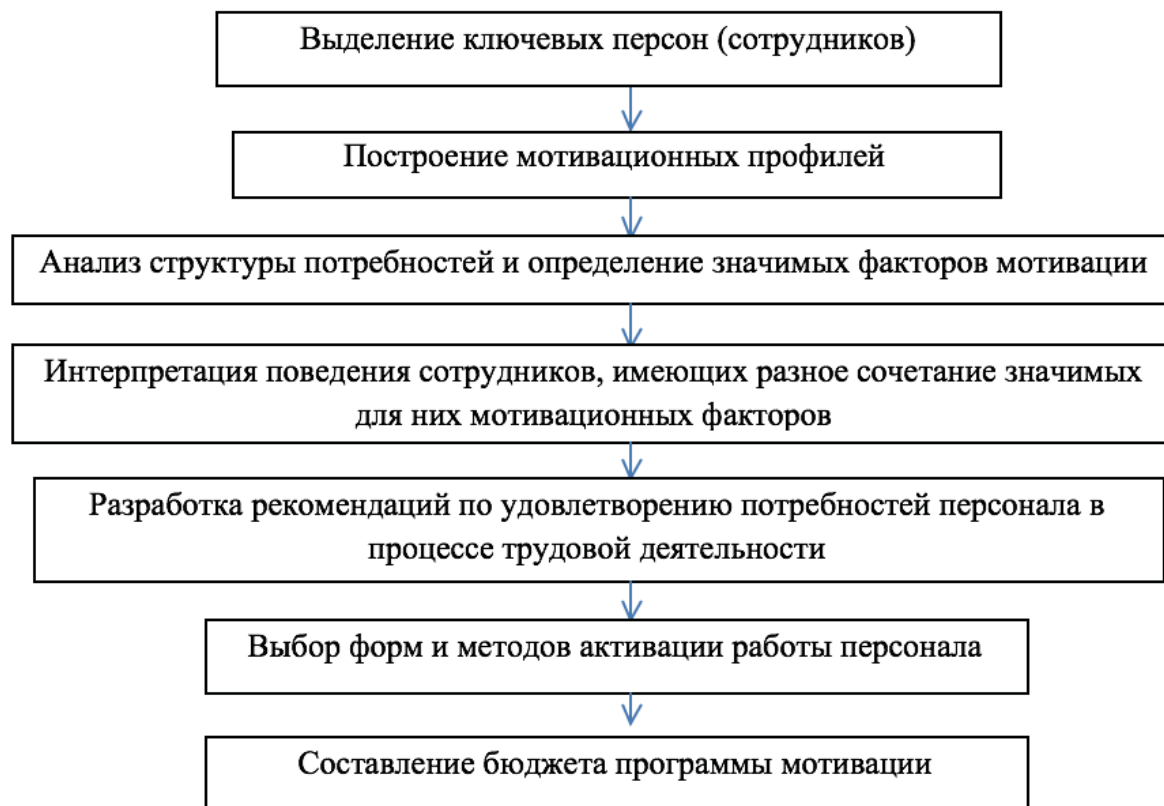 Выделение ключевых персон (сотрудников)
Построение мотивационных профилей
Анализ структуры потребностей и определение значимых факторов мотивации
Интерпретация поведения сотрудников, имеющих разное сочетание значимых
для них мотивационных факторов
Разработка рекомендаций по удовлетворению потребностей персонала в
процессе трудовой деятельности
Выбор форм и методов активации работы персонала
Составление бюджета программы мотивации